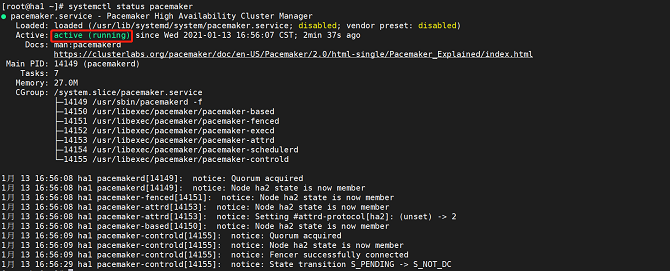 [root@ha1 ~]# systemctl status pacemaker
● pacemaker.service - Pacemaker High Availability Cluster Manager
Loaded: loaded (/usr/lib/systemd/system/pacemaker.service; disabled; vendor preset: disabled)
Active: active (running) since Wed 2021-01-13 16:56:07 CST; 2min 37s ago
Docs: man:pacemakerd
https://clusterlabs.org/pacemaker/doc/en-US/Pacemaker/2.0/html-single/Pacemaker_Explained/index.html
Main PID: 14149 (pacemakerd)
Tasks: 7
Memory: 27.0M
CGroup: /system.slice/pacemaker.service
├─14149 /usr/sbin/pacemakerd -f
├─14150 /usr/libexec/pacemaker/pacemaker-based
├─14151 /usr/libexec/pacemaker/pacemaker-fenced
├─14152 /usr/libexec/pacemaker/pacemaker-execd
├─14153 /usr/libexec/pacemaker/pacemaker-attrd
├─14154 /usr/libexec/pacemaker/pacemaker-schedulerd
└─14155 /usr/libexec/pacemaker/pacemaker-controld
1月 13 16:56:08 ha1 pacemakerd[14149]: notice: Quorum acquired
1月 13 16:56:08 ha1 pacemakerd[14149]: notice: Node ha2 state is now member
1月 13 16:56:08 ha1 pacemaker-fenced[14151]: notice: Node ha2 state is now member
1月 13 16:56:08 ha1 pacemaker-attrd[14153]: notice: Node ha2 state is now member
1月 13 16:56:08 ha1 pacemaker-attrd[14153]: notice: Setting #attrd-protocol[ha2]: (unset) -> 2
1月 13 16:56:08 ha1 pacemaker-based[14150]: notice: Node ha2 state is now member
1月 13 16:56:09 ha1 pacemaker-controld[14155]: notice: Quorum acquired
1月 13 16:56:09 ha1 pacemaker-controld[14155]: notice: Node ha2 state is now member
1月 13 16:56:09 ha1 pacemaker-controld[14155]: notice: Fencer successfully connected
1月 13 16:56:29 ha1 pacemaker-controld[14155]: notice: State transition S_PENDING -> S_NOT_DC